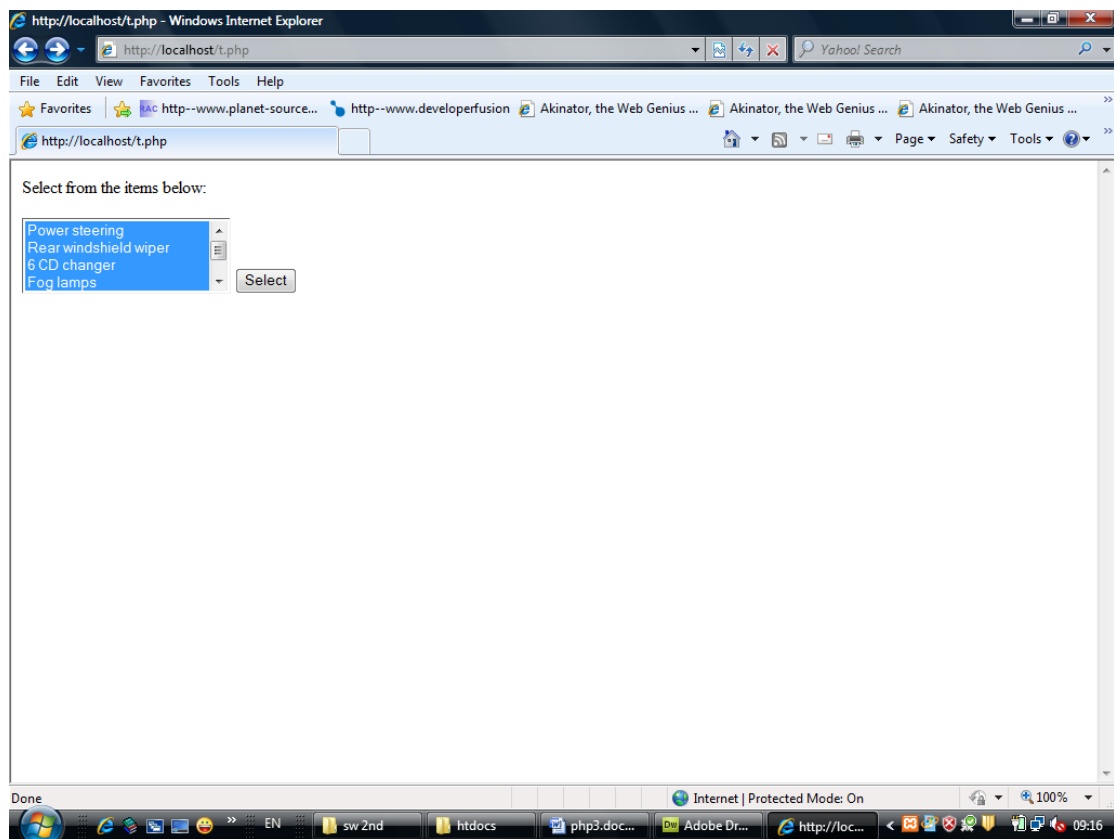 http://localhost/t.php - Windows Internet Explorer
http://localhost/t.php
Yahoo! Search
File Edit View Favorites Tools Help
Favorites RAC http--www.planet-source... http--www.developerfusion Akinator, the Web Genius ... Akinator, the Web Genius ... Akinator, the Web Genius ... »
http://localhost/t.php
Page Safety Tools »
Select from the items below:
Power steering
Rear windshield wiper
6 CD changer
Fog lamps
Select
Done
Internet | Protected Mode: On
100%
» EN sw 2nd htdocs php3.doc... Dw Adobe Dr... http://loc... < 09:16